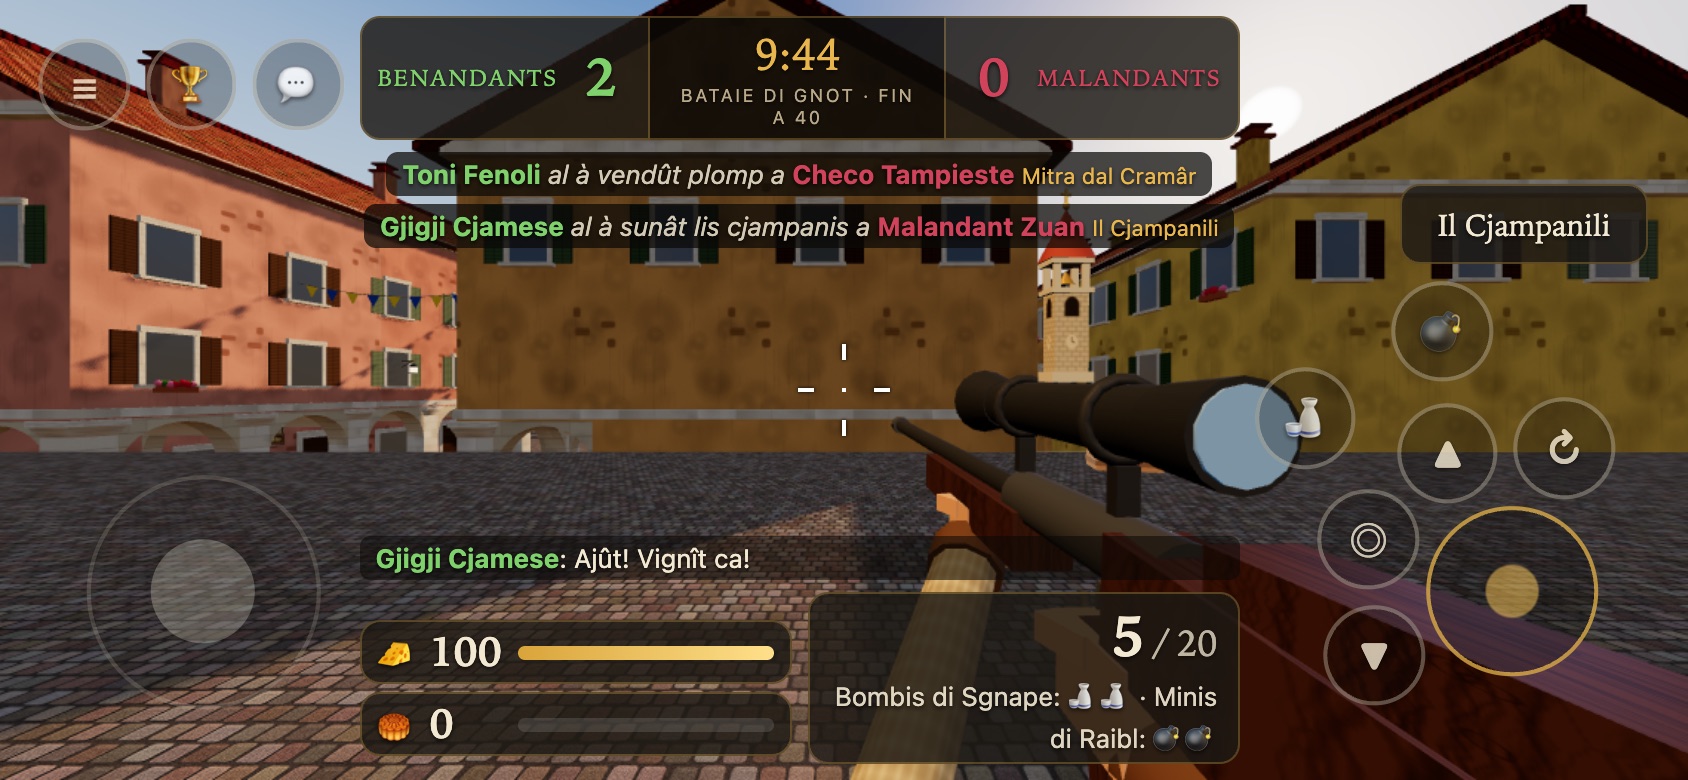 BENANDANTS 2
9:44
BATAIE DI GNOT · FIN
A 40
0 MALANDANTS
Toni Fenoli al à vendût plomp a Checo Tampieste Mitra dal Cramâr
Gjigji Cjamese al à sunât lis cjampanis a Malandant Zuan Il Cjampanili
Il Cjampanili
Gjigji Cjamese: Ajût! Vignît ca!
100
0
5 / 20
Bombis di Sgnape: · Minis
di Raibl: